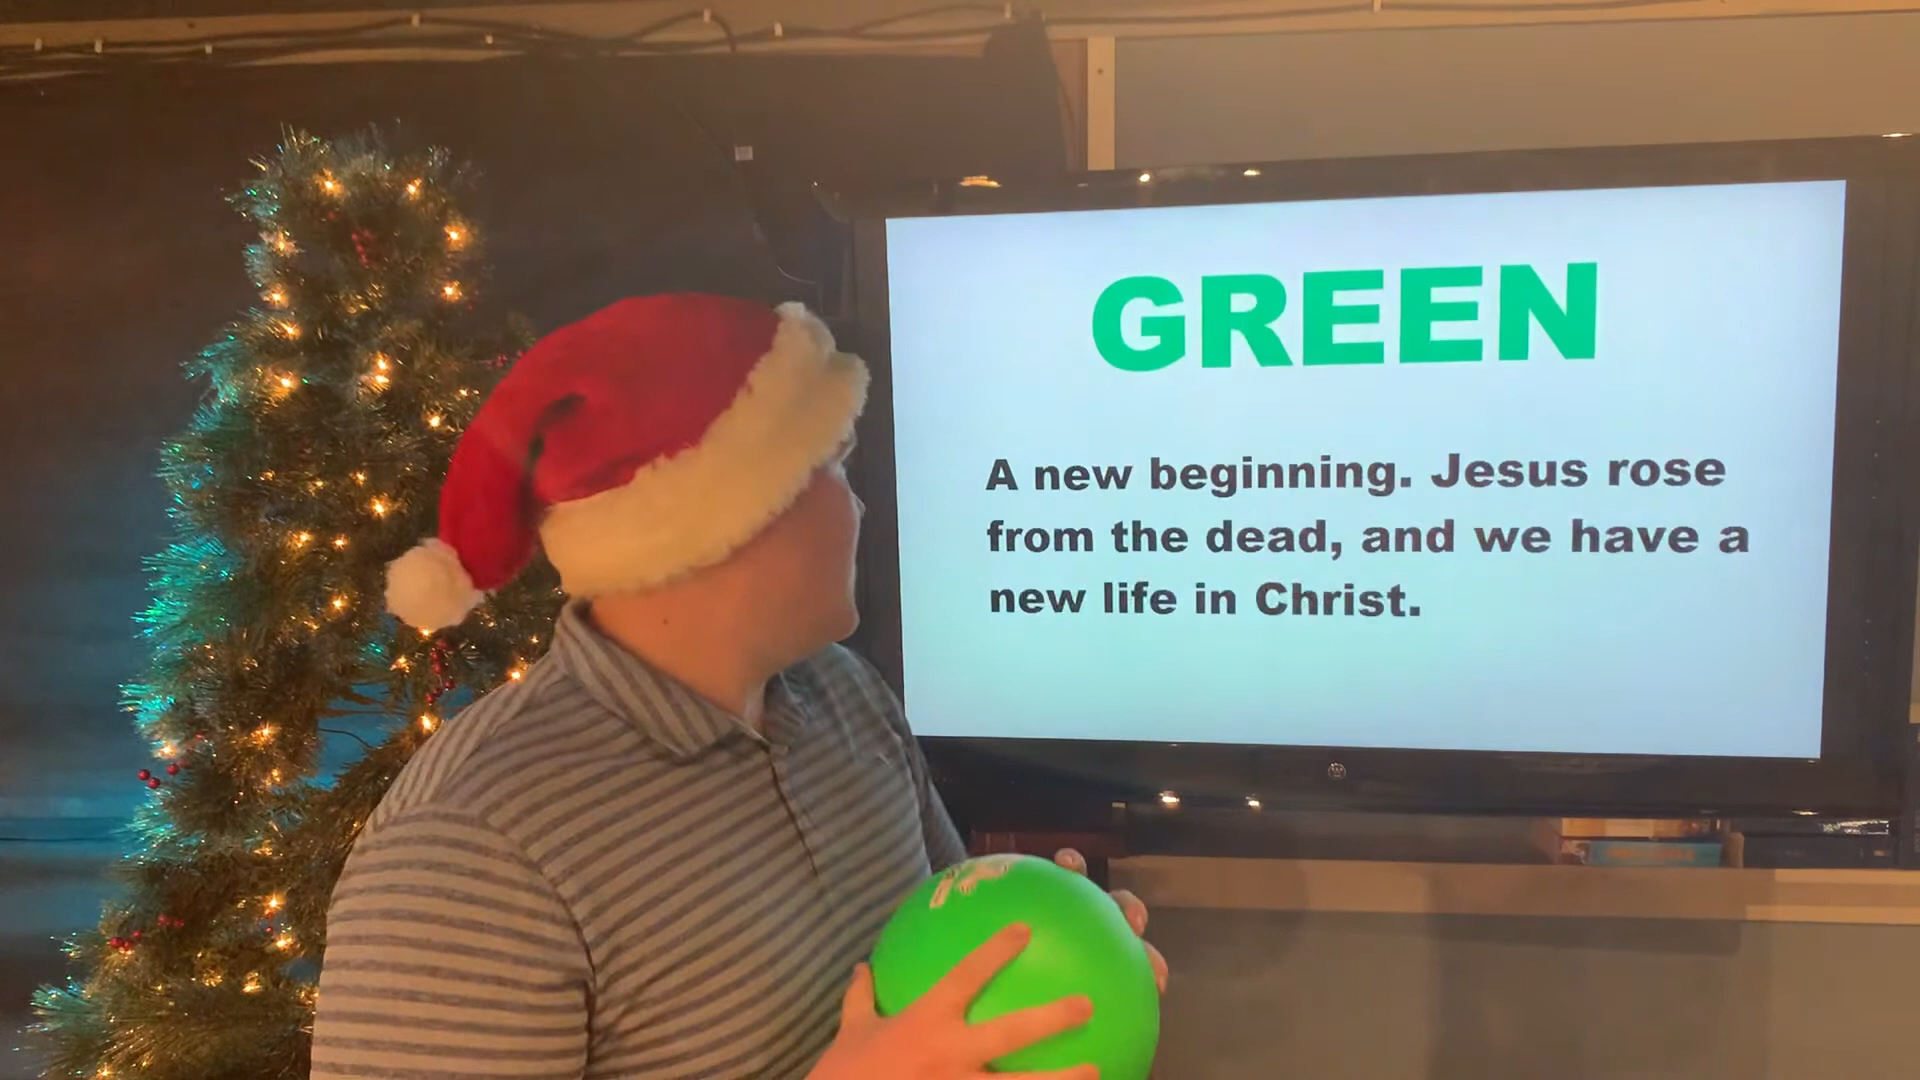 GREEN
A new beginning. Jesus rose
from the dead, and we have a
new life in Christ.